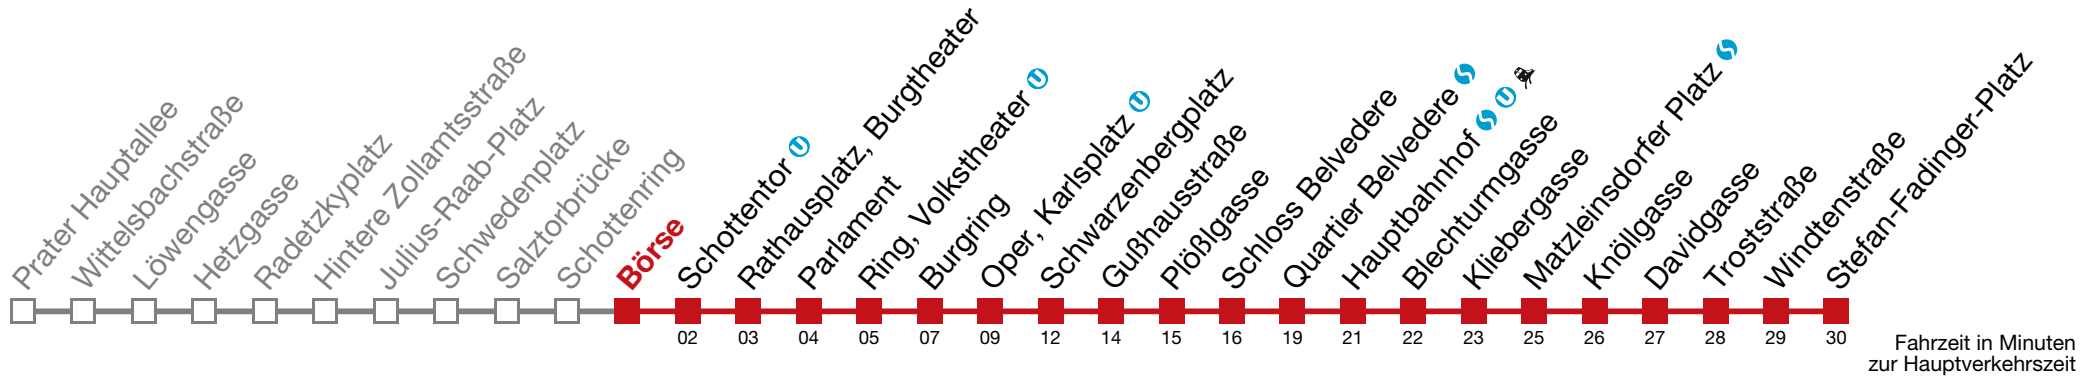 Prater Hauptallee
Wittelsbachstraße
Löwengasse
Hetzgasse
Radetzkyplatz
Hintere Zollamtsstraße
Julius-Raab-Platz
Schwedenplatz
Salztorbrücke
Schottenring
Börse
Schottentor U
Rathausplatz, Burgtheater
Parlament
Ring, Volkstheater U
Burgring
Oper, Karlsplatz U
Schwarzenbergplatz
Gußhausstraße
Plößlgasse
Schloss Belvedere
Quartier Belvedere S
Hauptbahnhof S U
Blechturmgasse
Kliebergasse
Matzleinsdorfer Platz S
Knöllgasse
Davidgasse
Troststraße
Windtenstraße
Stefan-Fadinger-Platz
02 03 04 05 07 09 12 14 15 16 19 21 22 23 25 26 27 28 29 30
Fahrzeit in Minuten
zur Hauptverkehrszeit